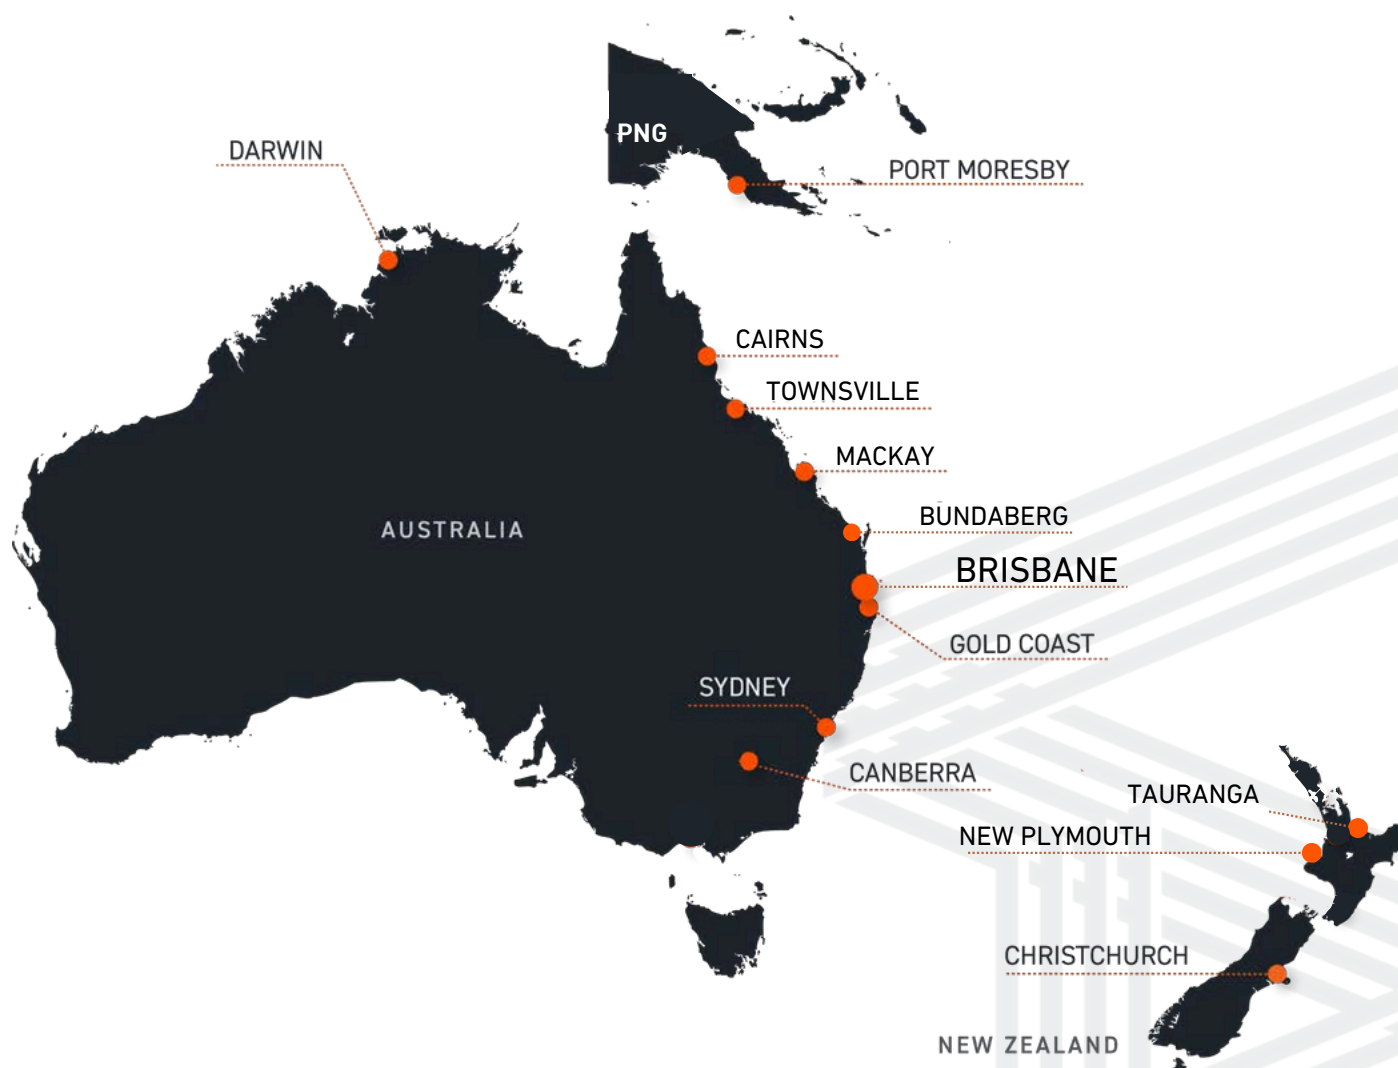 PNG
DARWIN
PORT MORESBY
CAIRNS
TOWNSVILLE
MACKAY
BUNDABERG
AUSTRALIA
BRISBANE
GOLD COAST
SYDNEY
CANBERRA
TAURANGA
NEW PLYMOUTH
CHRISTCHURCH
NEW ZEALAND